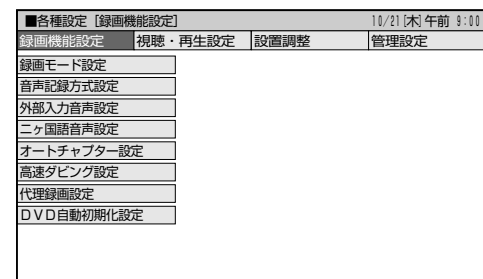 ■各種設定［録画機能設定］ 10/21[木]午前 9:00
録画機能設定 視聴・再生設定 設置調整 管理設定
録画モード設定
音声記録方式設定
外部入力音声設定
二ヶ国語音声設定
オートチャプター設定
高速ダビング設定
代理録画設定
ＤＶＤ自動初期化設定